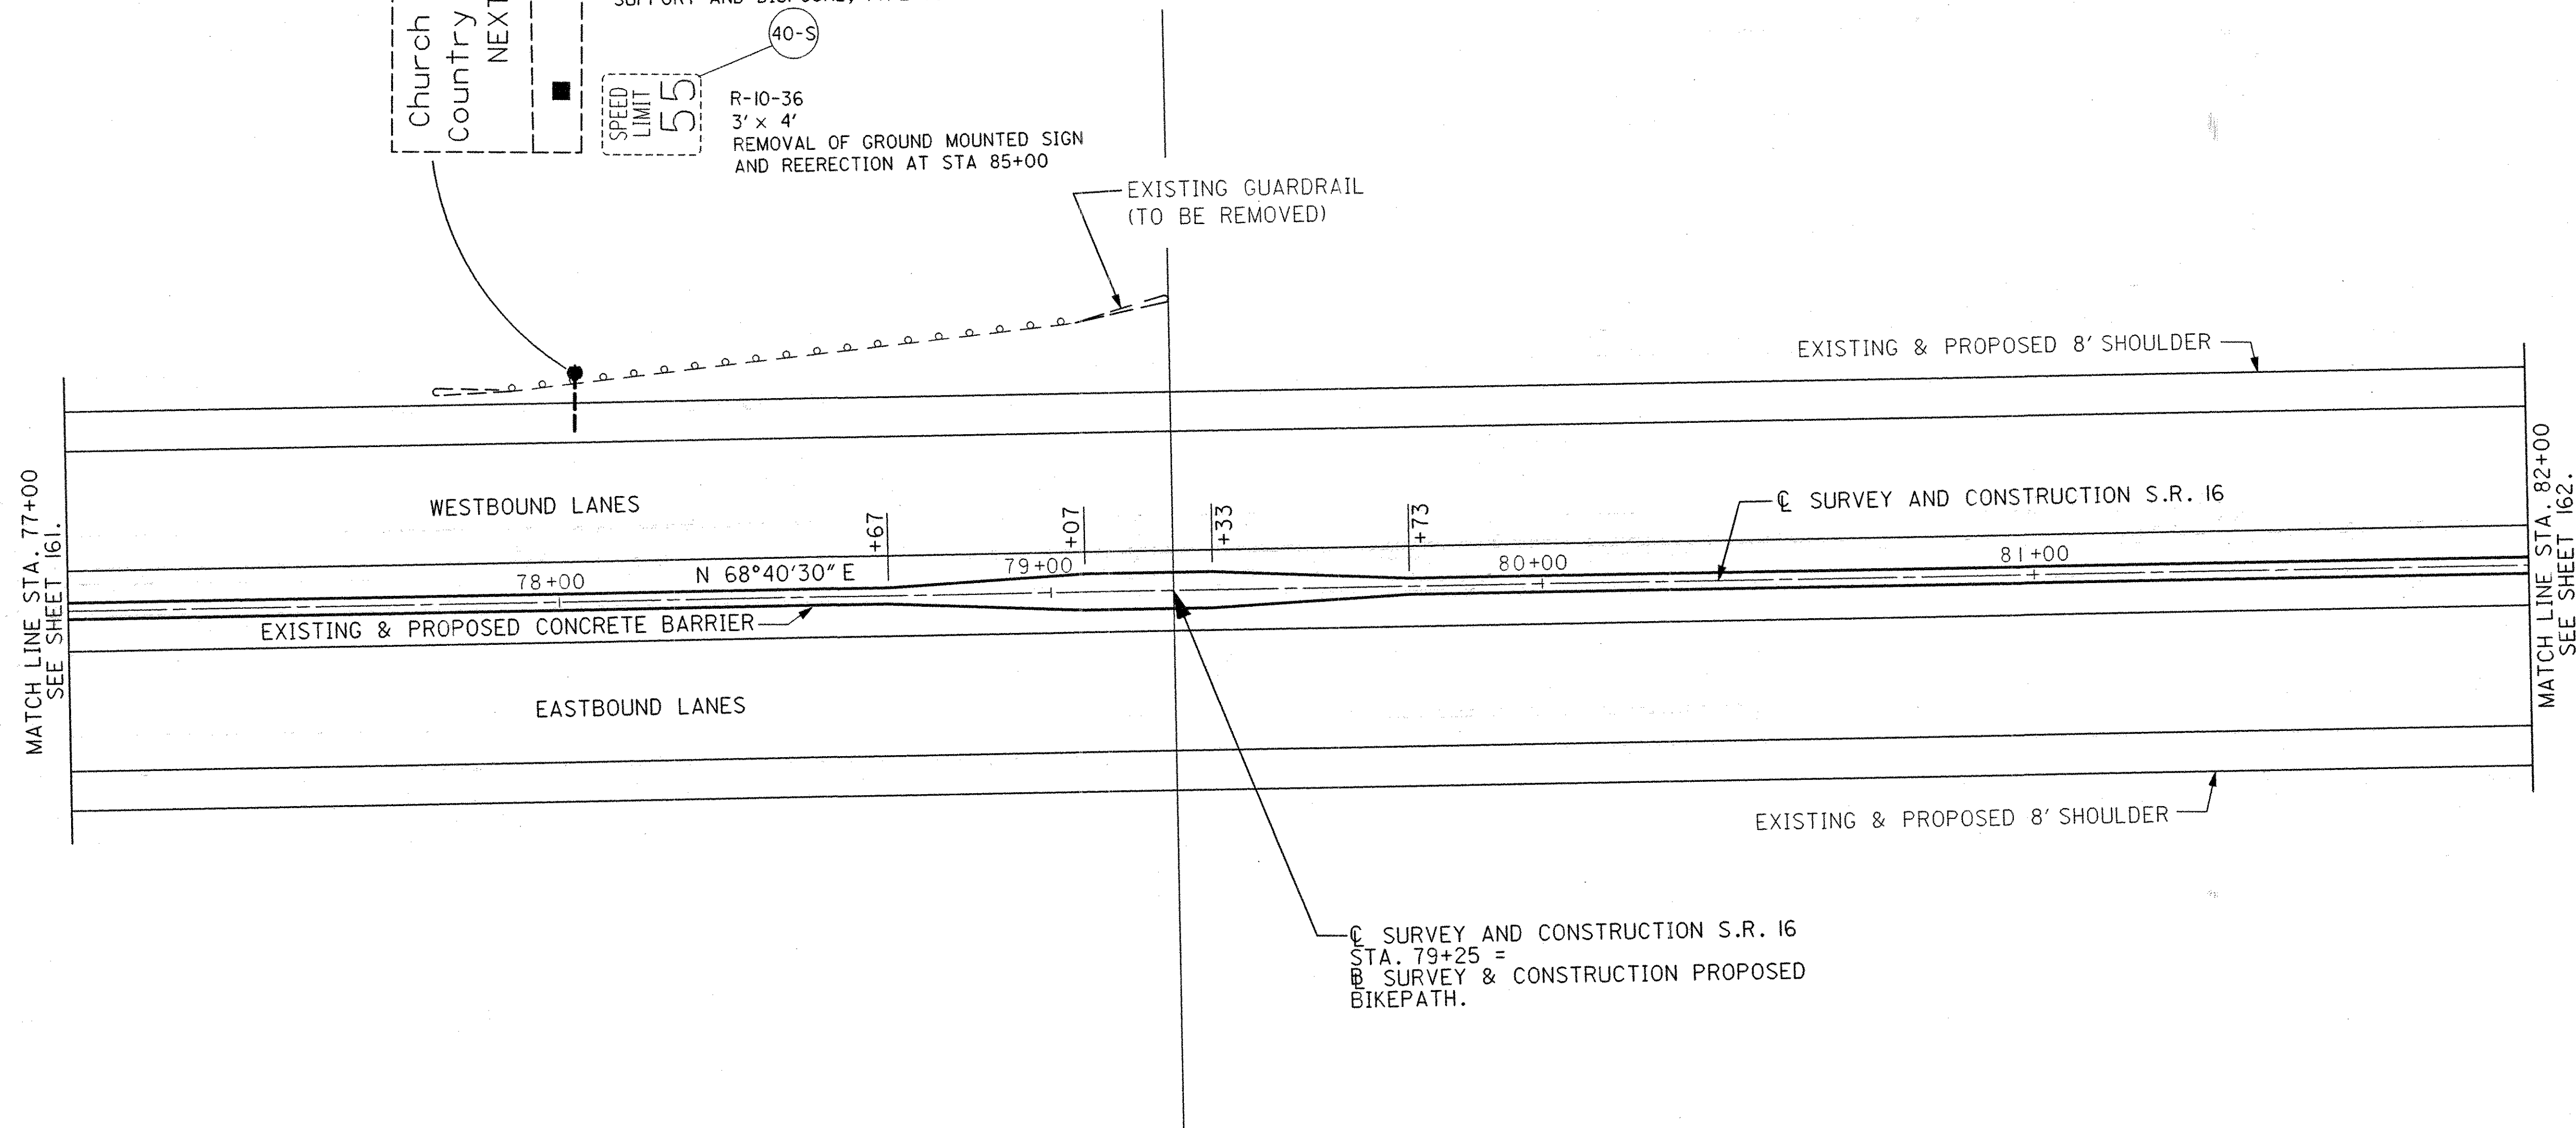 Church
Country
NEXT
40-S
SPEED
LIMIT
55
R-10-36
3' x 4'
REMOVAL OF GROUND MOUNTED SIGN
AND REERECTION AT STA 85+00
EXISTING GUARDRAIL
(TO BE REMOVED)
EXISTING & PROPOSED 8' SHOULDER
MATCH LINE STA. 77+00
SEE SHEET 161.
WESTBOUND LANES
+67
+07
+33
+73
℄ SURVEY AND CONSTRUCTION S.R. 16
MATCH LINE STA. 82+00
SEE SHEET 162.
78+00
N 68°40'30" E
79+00
80+00
81+00
EXISTING & PROPOSED CONCRETE BARRIER
EASTBOUND LANES
EXISTING & PROPOSED 8' SHOULDER
℄ SURVEY AND CONSTRUCTION S.R. 16
STA. 79+25 =
BL SURVEY & CONSTRUCTION PROPOSED
BIKEPATH.